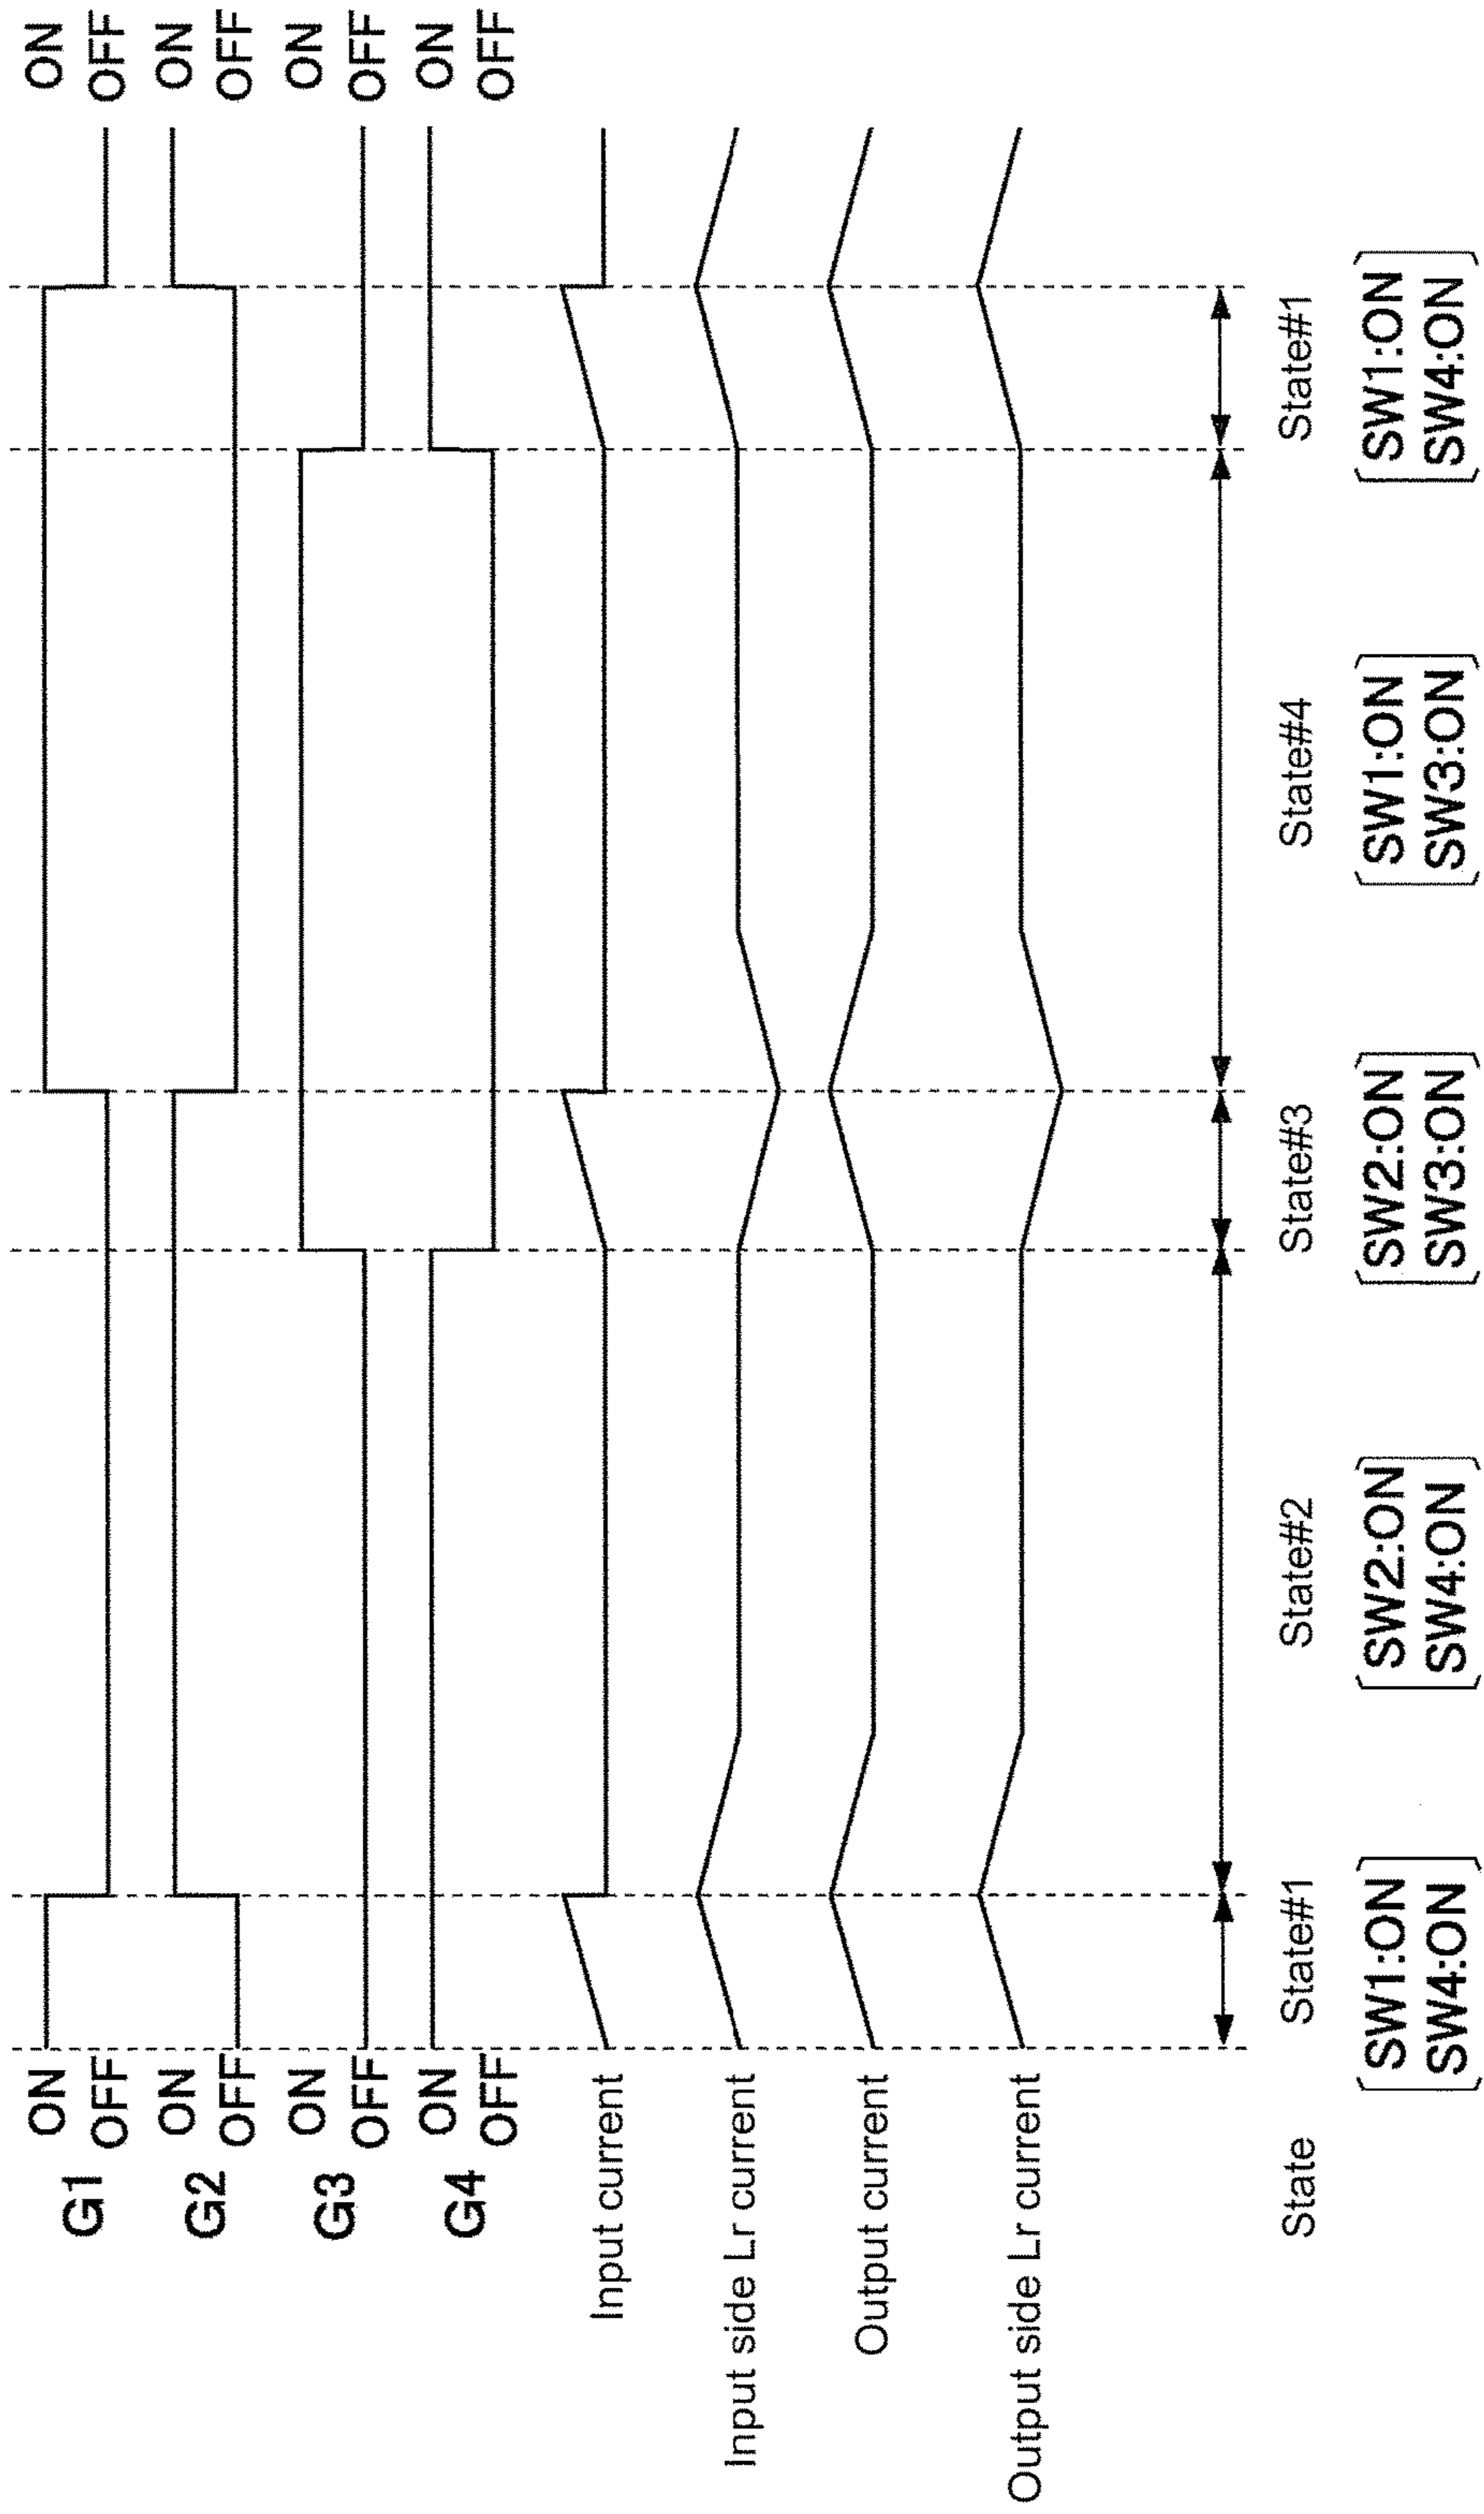 G1
ON
OFF
ON
OFF
G2
ON
OFF
ON
OFF
G3
ON
OFF
ON
OFF
G4
ON
OFF
ON
OFF
Input current
Input side Lr current
Output current
Output side Lr current
State
State#1
State#2
State#3
State#4
State#1
SW1:ON
SW4:ON
SW2:ON
SW4:ON
SW2:ON
SW3:ON
SW1:ON
SW3:ON
SW1:ON
SW4:ON